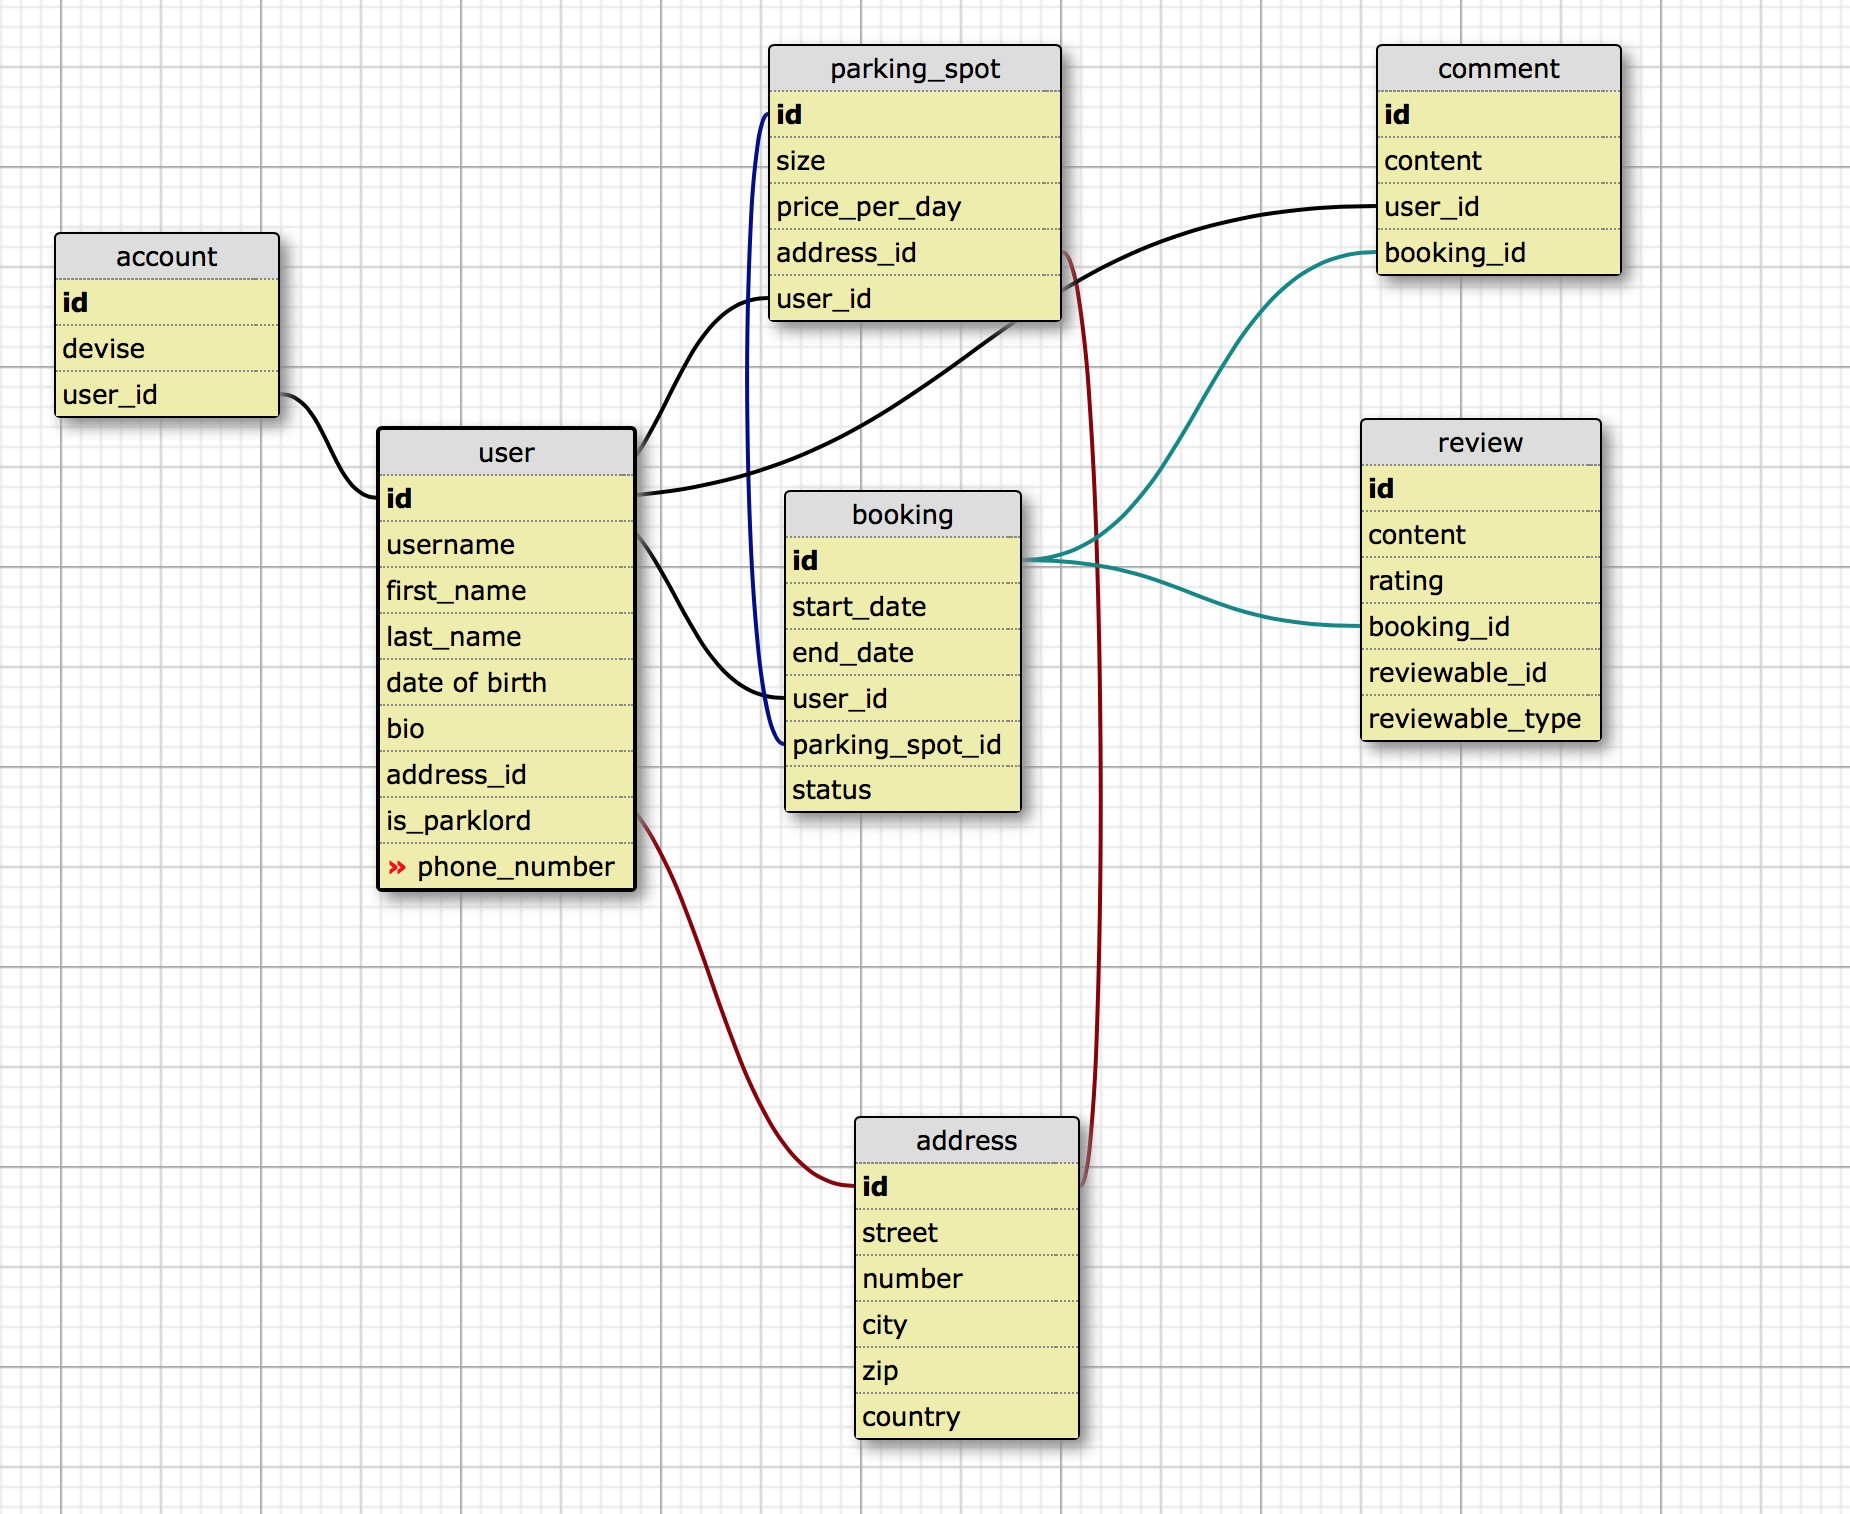 parking_spot
id
size
price_per_day
address_id
user_id
comment
id
content
user_id
booking_id
account
id
devise
user_id
user
id
username
first_name
last_name
date of birth
bio
address_id
is_parklord
» phone_number
booking
id
start_date
end_date
user_id
parking_spot_id
status
review
id
content
rating
booking_id
reviewable_id
reviewable_type
address
id
street
number
city
zip
country